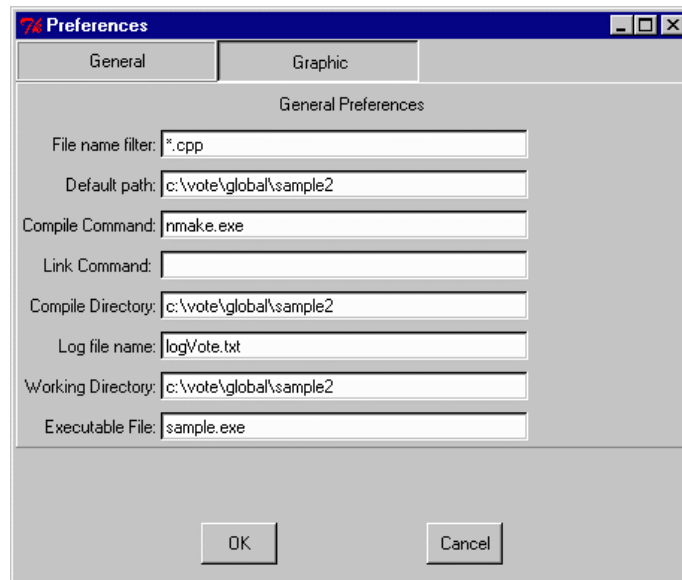 Preferences
General Graphic
General Preferences
File name filter: *.cpp
Default path: c:\vote\global\sample2
Compile Command: nmake.exe
Link Command:
Compile Directory: c:\vote\global\sample2
Log file name: logVote.txt
Working Directory: c:\vote\global\sample2
Executable File: sample.exe
OK Cancel